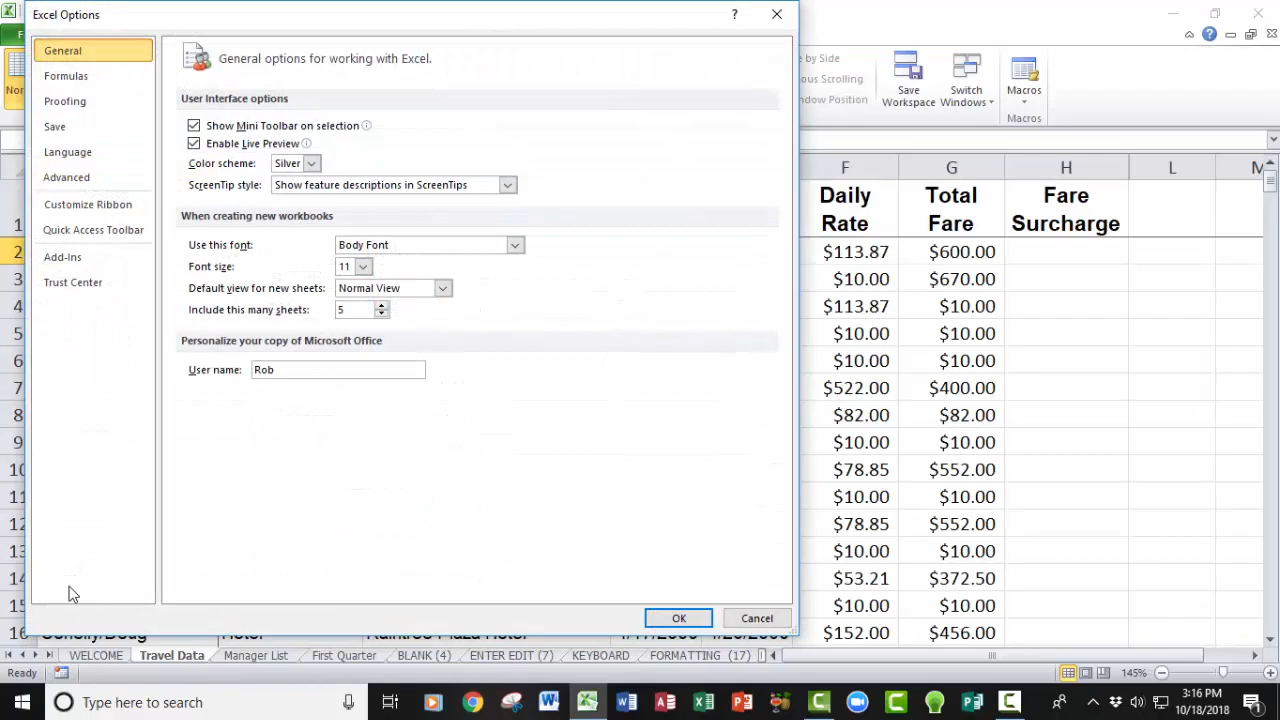 Excel Options
?
General
Formulas
Proofing
Save
Language
Advanced
Customize Ribbon
Quick Access Toolbar
Add-Ins
Trust Center
General options for working with Excel.
User Interface options
Show Mini Toolbar on selection
Enable Live Preview
Color scheme: Silver
ScreenTip style: Show feature descriptions in ScreenTips
When creating new workbooks
Use this font: Body Font
Font size: 11
Default view for new sheets: Normal View
Include this many sheets: 5
Personalize your copy of Microsoft Office
User name: Rob
OK
Cancel
e by Side
ous Scrolling
ndow Position
Save Switch Macros
Workspace Windows
Macros
F G H L M
Daily Total Fare
1 Rate Fare Surcharge
2 $113.87 $600.00
3 $10.00 $670.00
4 $113.87 $10.00
5 $10.00 $10.00
6 $10.00 $10.00
7 $522.00 $400.00
8 $82.00 $82.00
9 $10.00 $10.00
10 $78.85 $552.00
11 $10.00 $10.00
12 $78.85 $552.00
13 $10.00 $10.00
14 $53.21 $372.50
15 $10.00 $10.00
16 $152.00 $456.00
WELCOME Travel Data Manager List First Quarter BLANK (4) ENTER EDIT (7) KEYBOARD FORMATTING (17)
Ready 145%
Type here to search
3:16 PM
10/18/2018